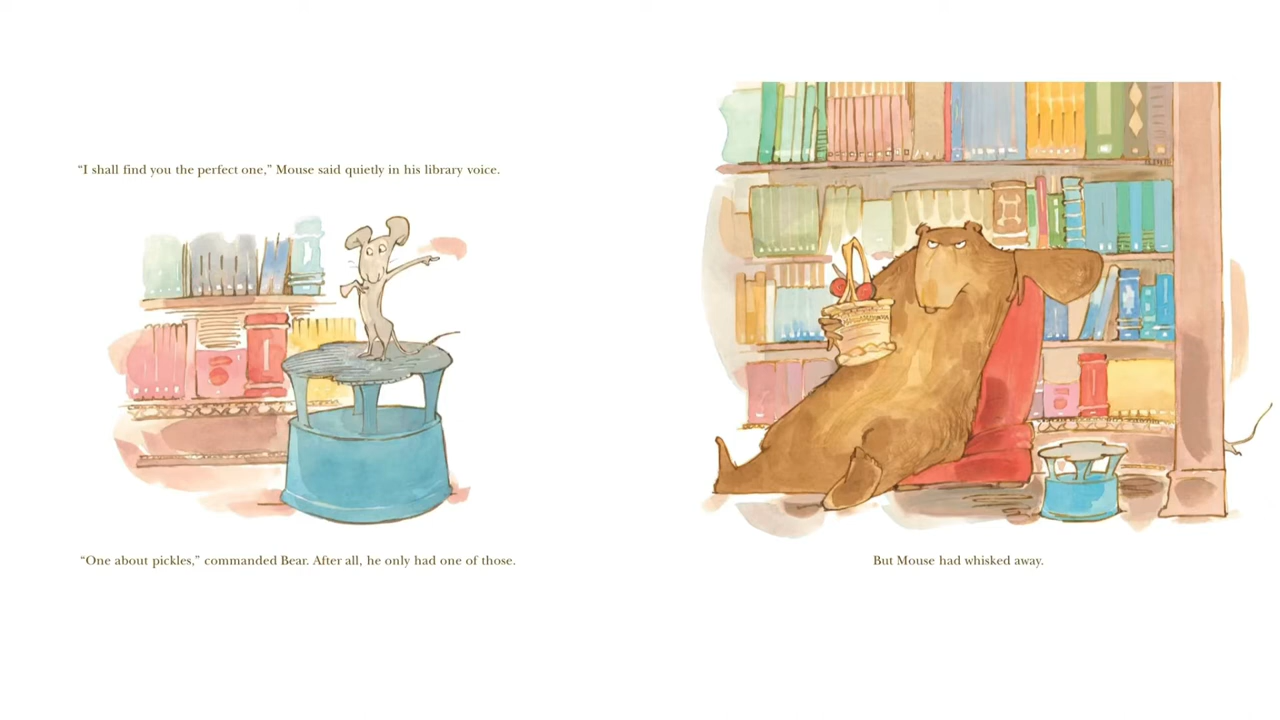 “I shall find you the perfect one,” Mouse said quietly in his library voice.
“One about pickles,” commanded Bear. After all, he only had one of those.
But Mouse had whisked away.